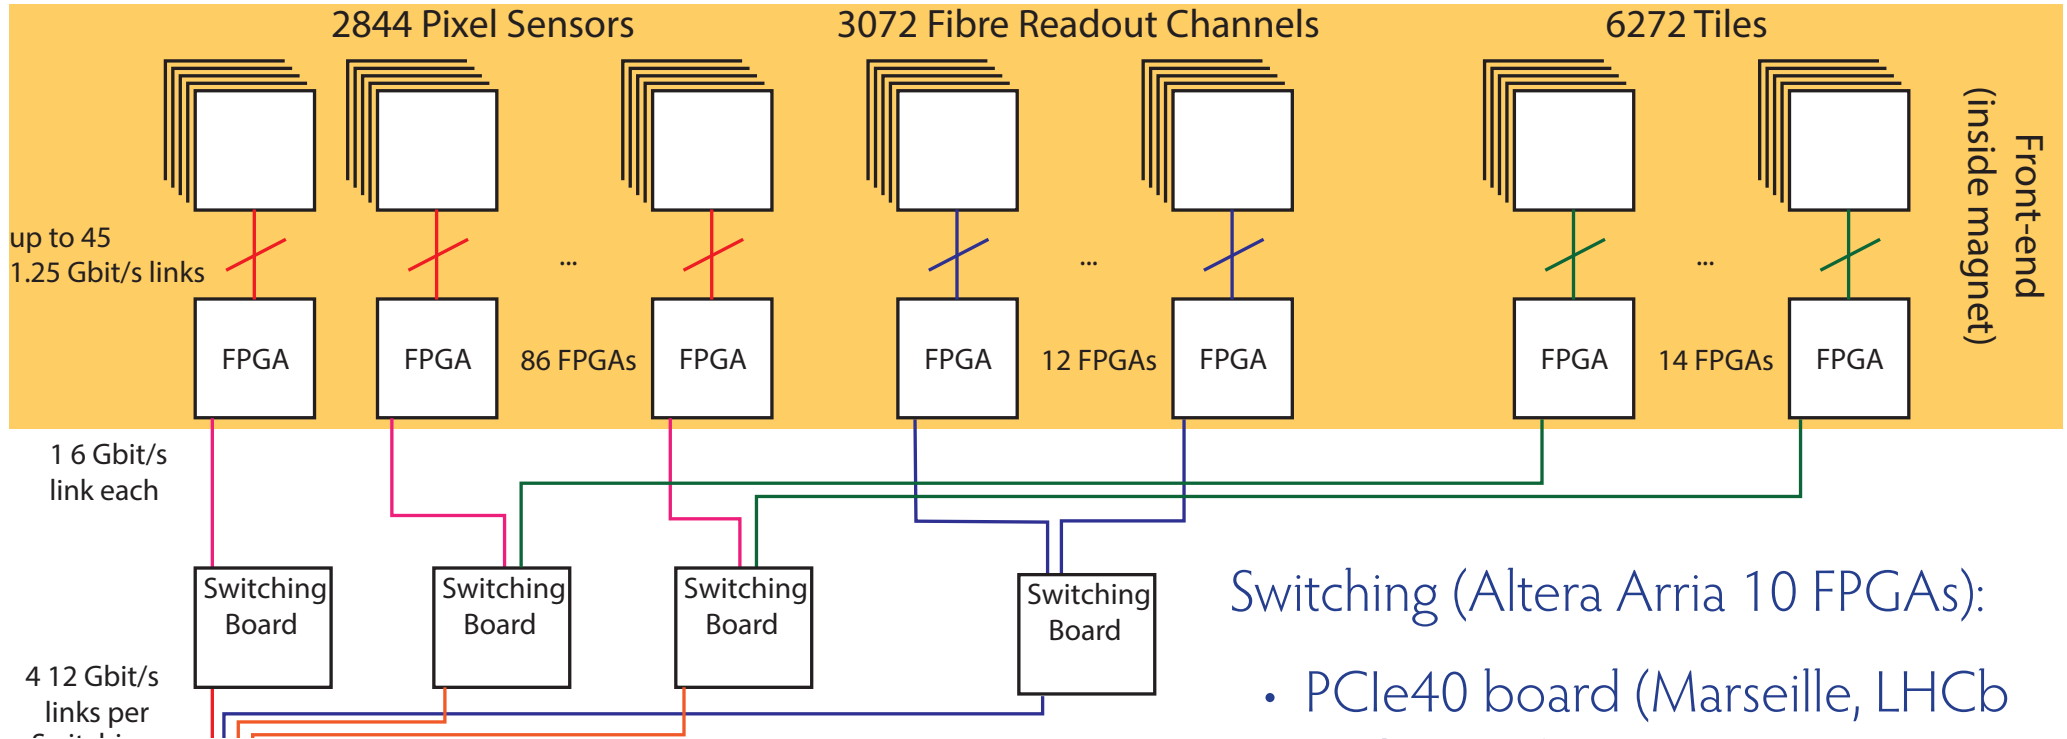 2844 Pixel Sensors
3072 Fibre Readout Channels
6272 Tiles
Front-end
(inside magnet)
up to 45
1.25 Gbit/s links
...
...
...
FPGA
FPGA
86 FPGAs
FPGA
FPGA
12 FPGAs
FPGA
FPGA
14 FPGAs
FPGA
1 6 Gbit/s
link each
Switching
Board
Switching
Board
Switching
Board
Switching
Board
Switching (Altera Arria 10 FPGAs):
• PCIe40 board (Marseille, LHCb
4 12 Gbit/s
links per